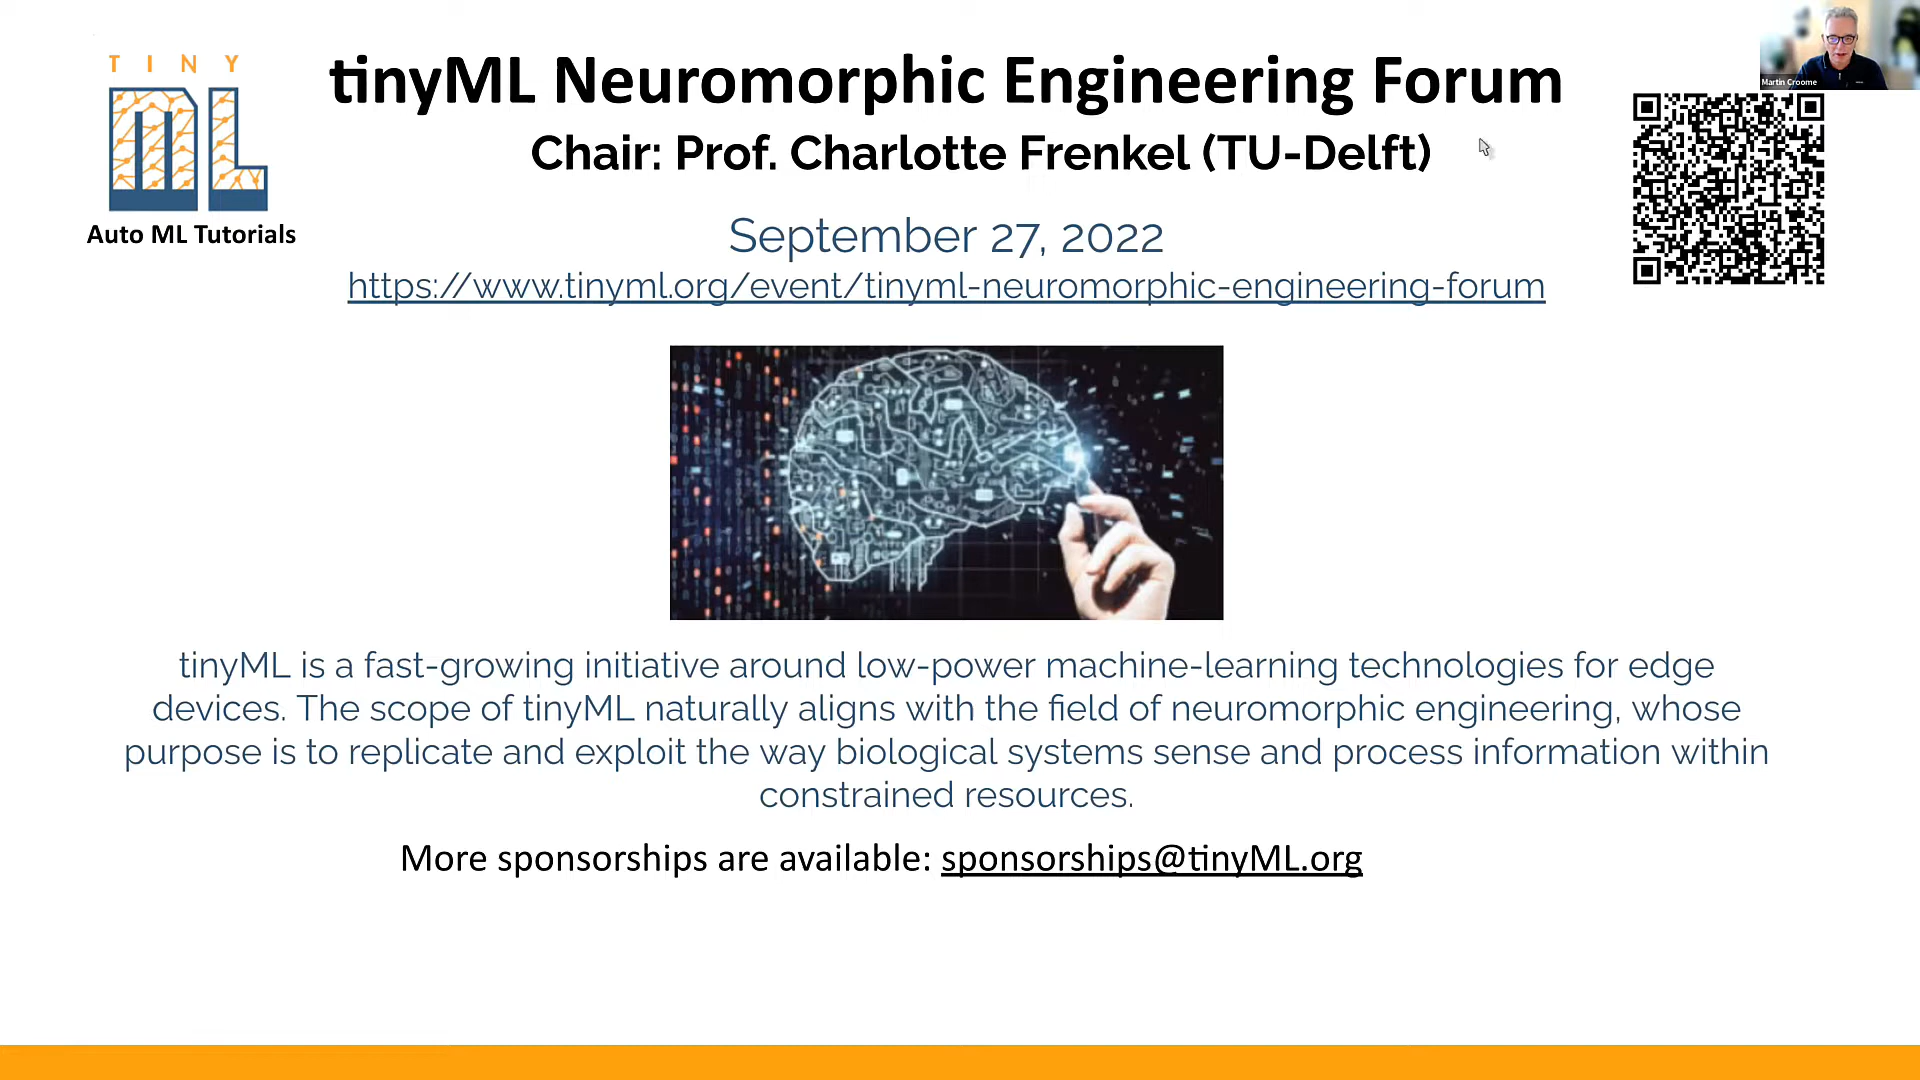 TINY
ML
Auto ML Tutorials
tinyML Neuromorphic Engineering Forum
Chair: Prof. Charlotte Frenkel (TU-Delft)
September 27, 2022
https://www.tinyml.org/event/tinyml-neuromorphic-engineering-forum
Martin Croome
tinyML is a fast-growing initiative around low-power machine-learning technologies for edge
devices. The scope of tinyML naturally aligns with the field of neuromorphic engineering, whose
purpose is to replicate and exploit the way biological systems sense and process information within
constrained resources.
More sponsorships are available: sponsorships@tinyML.org